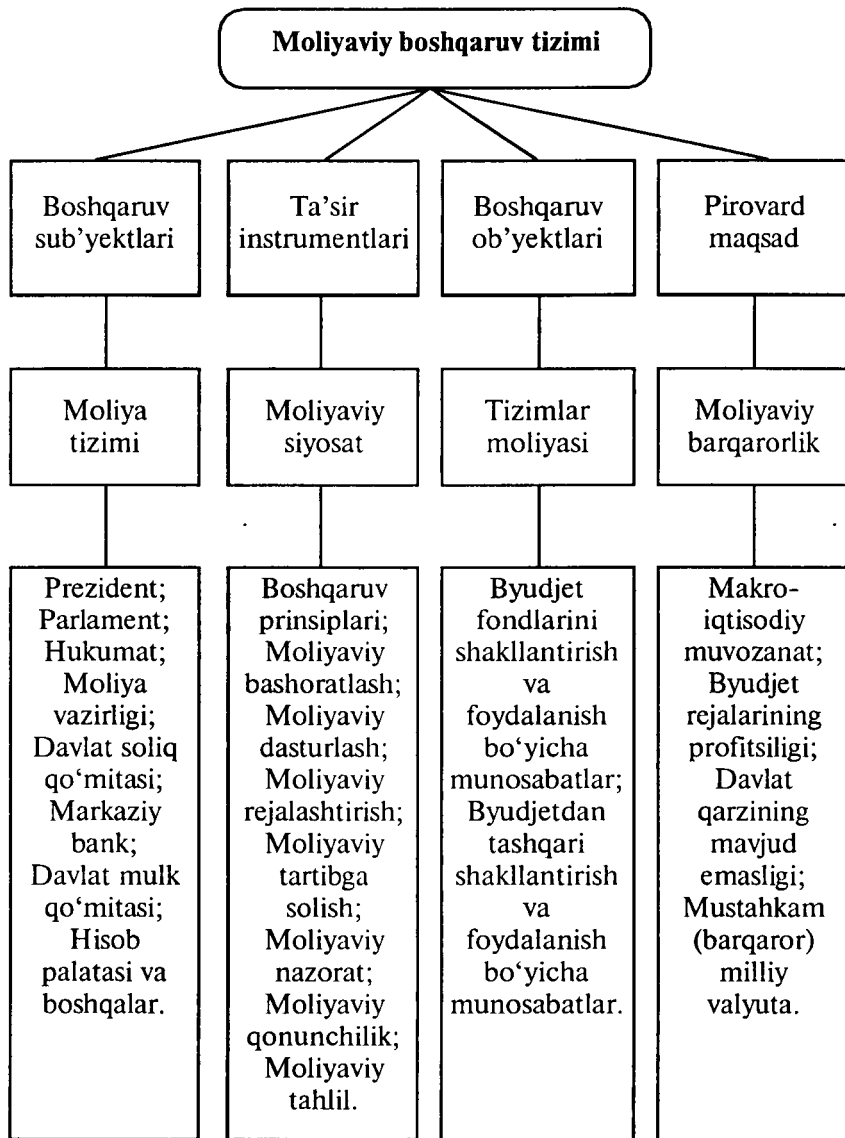 Moliyaviy boshqaruv tizimi
Boshqaruv
sub'yektlari
Ta'sir
instrumentlari
Boshqaruv
ob'yektlari
Pirovard
maqsad
Moliya
tizimi
Moliyaviy
siyosat
Tizimlar
moliyasi
Moliyaviy
barqarorlik
Prezident;
Parlament;
Hukumat;
Moliya
vazirligi;
Davlat soliq
qo‘mitasi;
Markaziy
bank;
Davlat mulk
qo‘mitasi;
Hisob
palatasi va
boshqalar.
Boshqaruv
prinsiplari;
Moliyaviy
bashoratlash;
Moliyaviy
dasturlash;
Moliyaviy
rejalashtirish;
Moliyaviy
tartibga
solish;
Moliyaviy
nazorat;
Moliyaviy
qonunchilik;
Moliyaviy
tahlil.
Byudjet
fondlarini
shakllantirish
va
foydalanish
bo‘yicha
munosabatlar;
Byudjetdan
tashqari
shakllantirish
va
foydalanish
bo‘yicha
munosabatlar.
Makro-
iqtisodiy
muvozanat;
Byudjet
rejalarining
profitsiligi;
Davlat
qarzining
mavjud
emasligi;
Mustahkam
(barqaror)
milliy
valyuta.